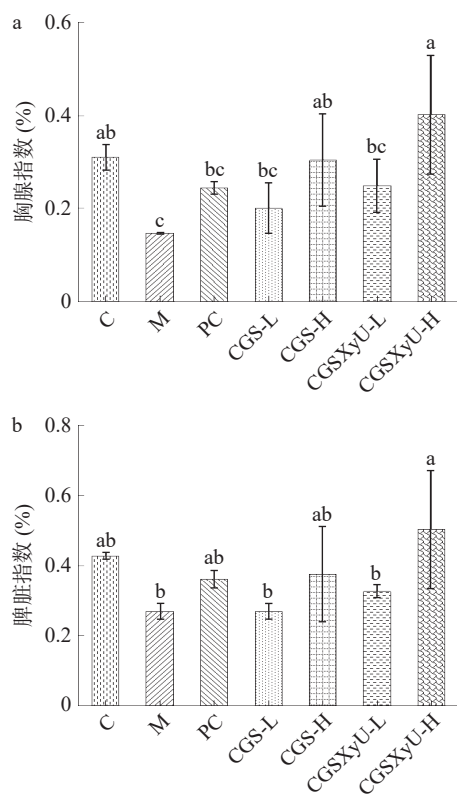 a
胸腺指数 (%)
0.6
0.4
0.2
0
ab
c
bc
bc
ab
bc
a
C
M
PC
CGS-L
CGS-H
CGSXyU-L
CGSXyU-H
b
脾脏指数 (%)
0.8
0.6
0.4
0.2
0
ab
b
ab
b
ab
b
a
C
M
PC
CGS-L
CGS-H
CGSXyU-L
CGSXyU-H